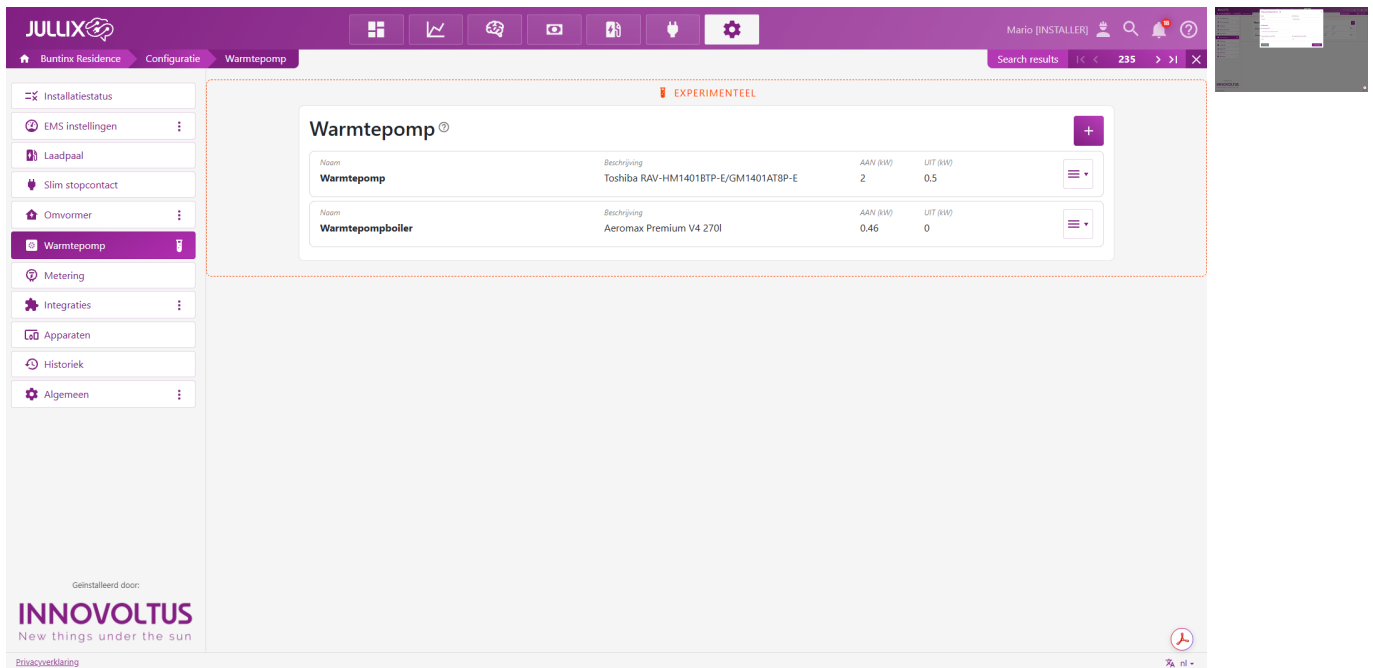 JULLIX
Mario [INSTALLER]
18
Buntinx Residence
Configuratie
Warmtepomp
Search results
235
Installatiestatus
EMS instellingen
Laadpaal
Slim stopcontact
Omvormer
Warmtepomp
Metering
Integraties
Apparaten
Historiek
Algemeen
EXPERIMENTEEL
Warmtepomp
Naam Beschrijving AAN (kW) UIT (kW)
Warmtepomp Toshiba RAV-HM1401BTP-E/GM1401AT8P-E 2 0.5
Naam Beschrijving AAN (kW) UIT (kW)
Warmtepompboiler Aeromax Premium V4 270l 0.46 0
Geïnstalleerd door:
INNOVOLTUS
New things under the sun
Privacyverklaring
nl